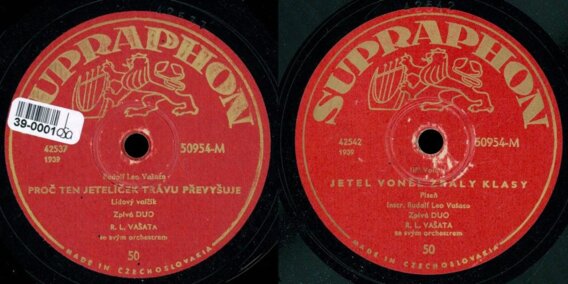 SUPRAPHON
39-0001
42537
1939
50954-M
Rudolf Leo Vašata
PROČ TEN JETELÍČEK TRÁVU PŘEVYŠUJE
Lidový valčík
Zpívá DUO
R. L. VAŠATA
se svým orchestrem
50
MADE IN CZECHOSLOVAKIA
SUPRAPHON
42542
1939
50954-M
JETEL VONĚL ZRÁLY KLASY
Píseň
Instr. Rudolf Leo Vašata
Zpívá DUO
R. L. VAŠATA
se svým orchestrem
50
MADE IN CZECHOSLOVAKIA